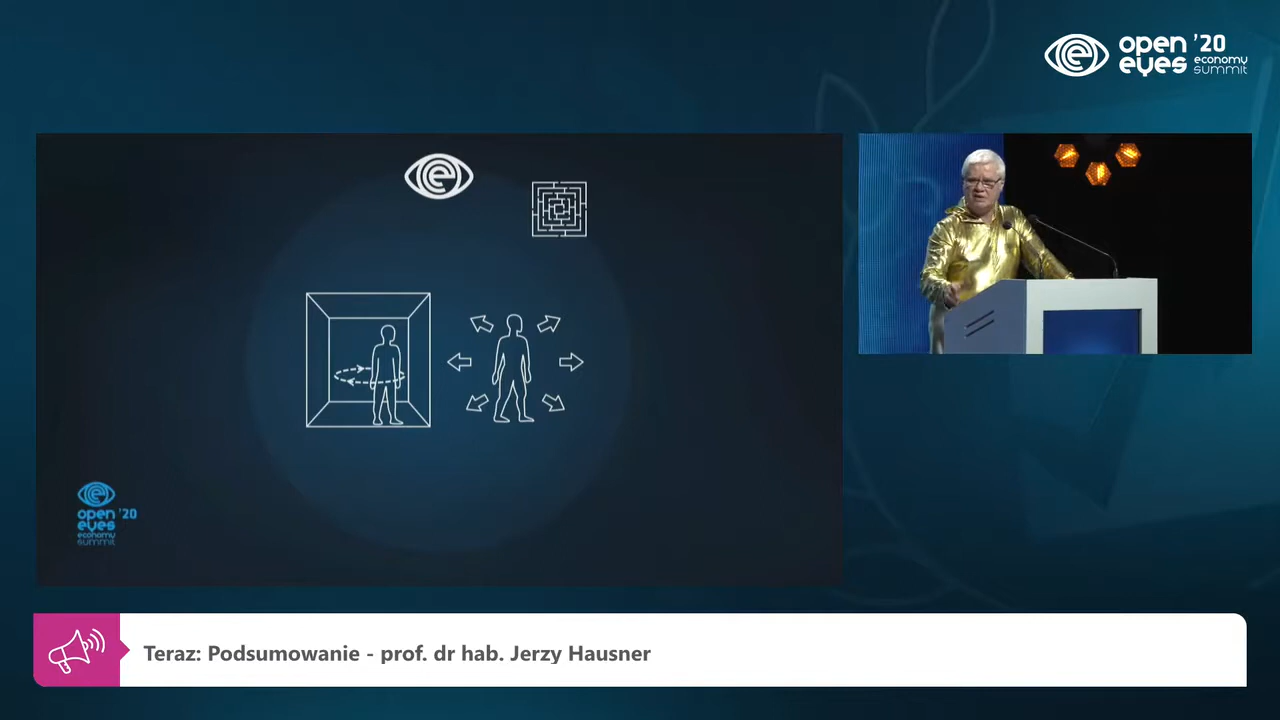 open '20
eyes economy
summit
open '20
eyes
economy
summit
Teraz: Podsumowanie - prof. dr hab. Jerzy Hausner